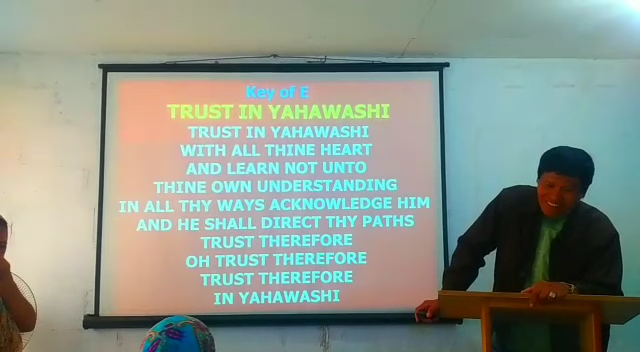 Key of E
TRUST IN YAHAWASHI
TRUST IN YAHAWASHI
WITH ALL THINE HEART
AND LEARN NOT UNTO
THINE OWN UNDERSTANDING
IN ALL THY WAYS ACKNOWLEDGE HIM
AND HE SHALL DIRECT THY PATHS
TRUST THEREFORE
OH TRUST THEREFORE
TRUST THEREFORE
IN YAHAWASHI